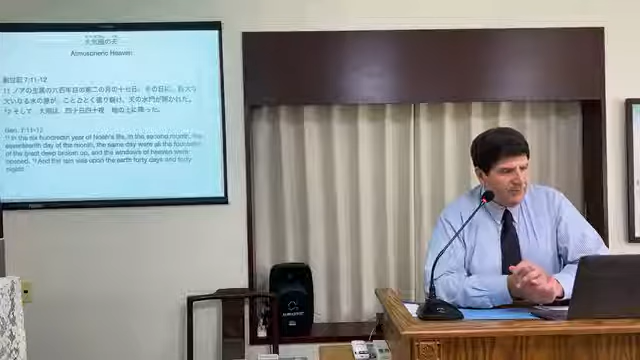 大気圏の天
Atmospheric Heaven
創世記 7:11-12
11 ノアの生涯の六百年目の第二の月の十七日、その日に、巨大な
大いなる水の源が、ことごとく張り裂け、天の水門が開かれた。
12 そして、大雨は、四十日四十夜、地の上に降った。
Gen. 7:11-12
11 In the six hundredth year of Noah's life, in the second month, the
seventeenth day of the month, the same day were all the fountains
of the great deep broken up, and the windows of heaven were
opened. 12 And the rain was upon the earth forty days and forty
nights.